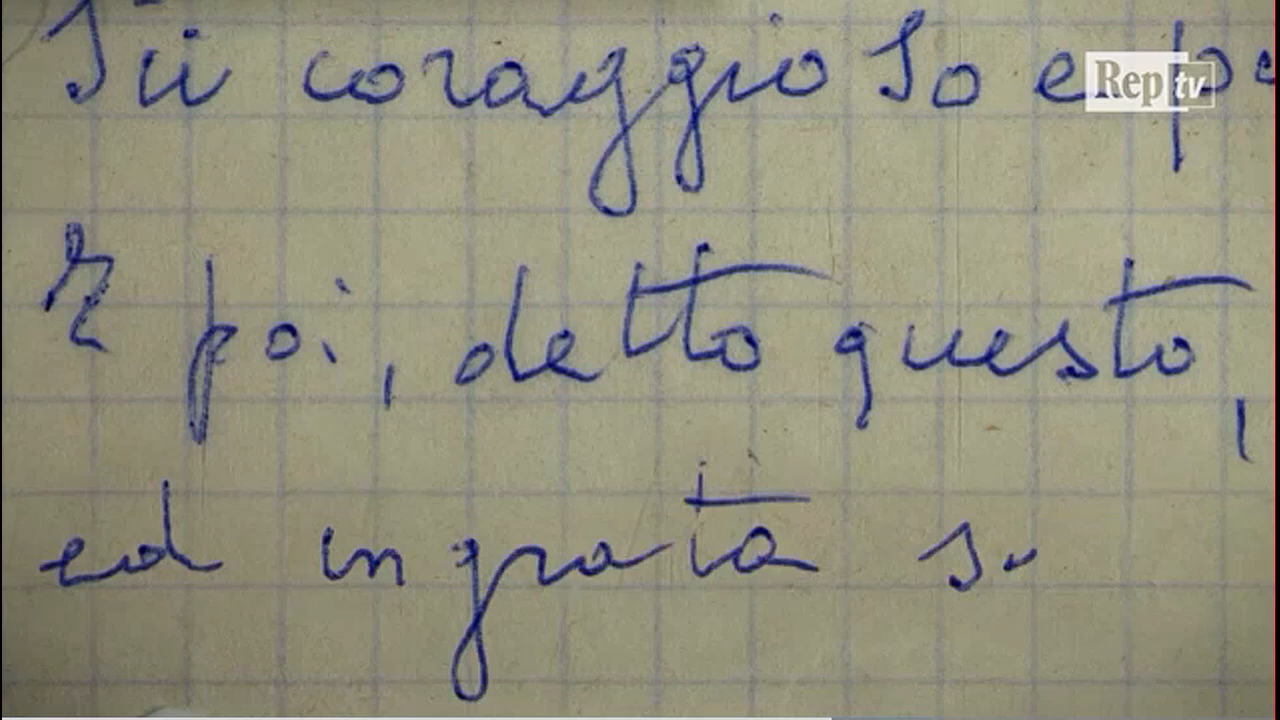 Sii coraggioso e
Rep tv
E poi, detto questo,
ed ingrata